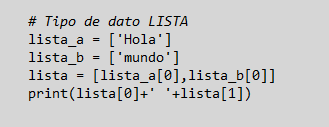 # Tipo de dato LISTA
lista_a = ['Hola']
lista_b = ['mundo']
lista = [lista_a[0],lista_b[0]]
print(lista[0]+' '+lista[1])